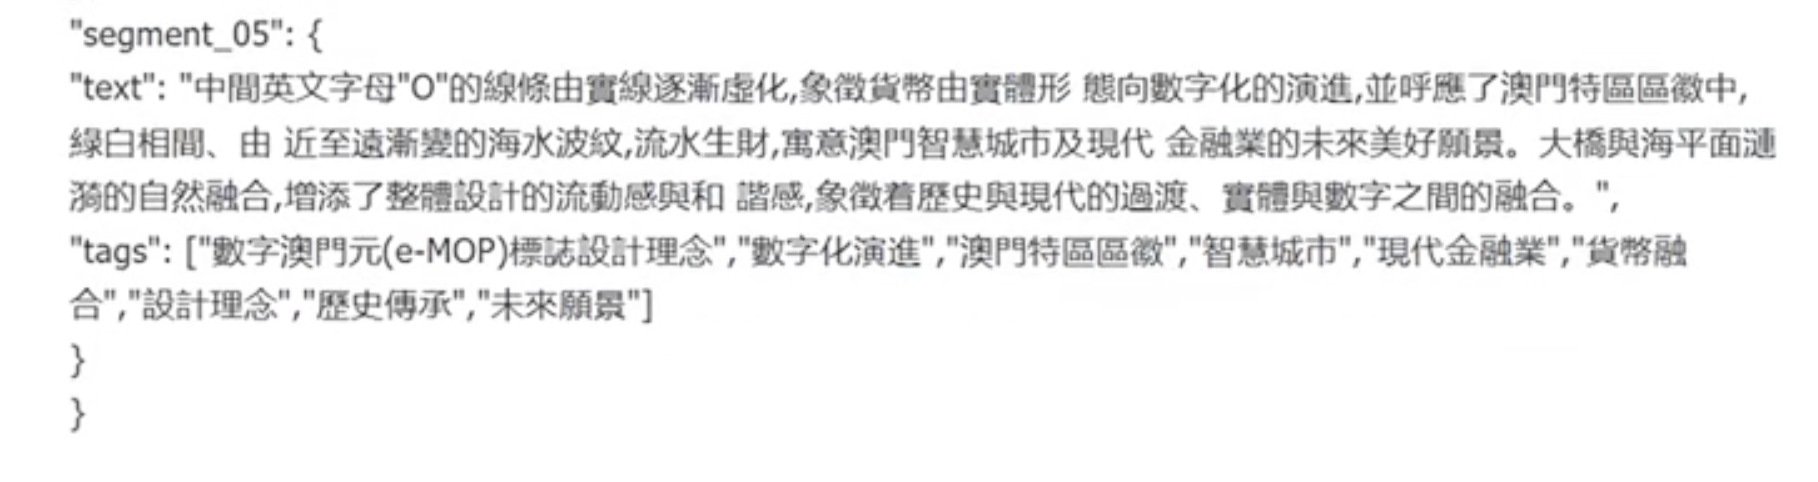 "segment_05": {
"text": "中間英文字母"O"的線條由實線逐漸虛化,象徵貨幣由實體形 態向數字化的演進,並呼應了澳門特區區徽中,
綠白相間、由 近至遠漸變的海水波紋,流水生財,寓意澳門智慧城市及現代 金融業的未來美好願景。大橋與海平面漣
漪的自然融合,增添了整體設計的流動感與和 諧感,象徵着歷史與現代的過渡、實體與數字之間的融合。",
"tags": ["數字澳門元(e-MOP)標誌設計理念","數字化演進","澳門特區區徽","智慧城市","現代金融業","貨幣融
合","設計理念","歷史傳承","未來願景"]
}
}